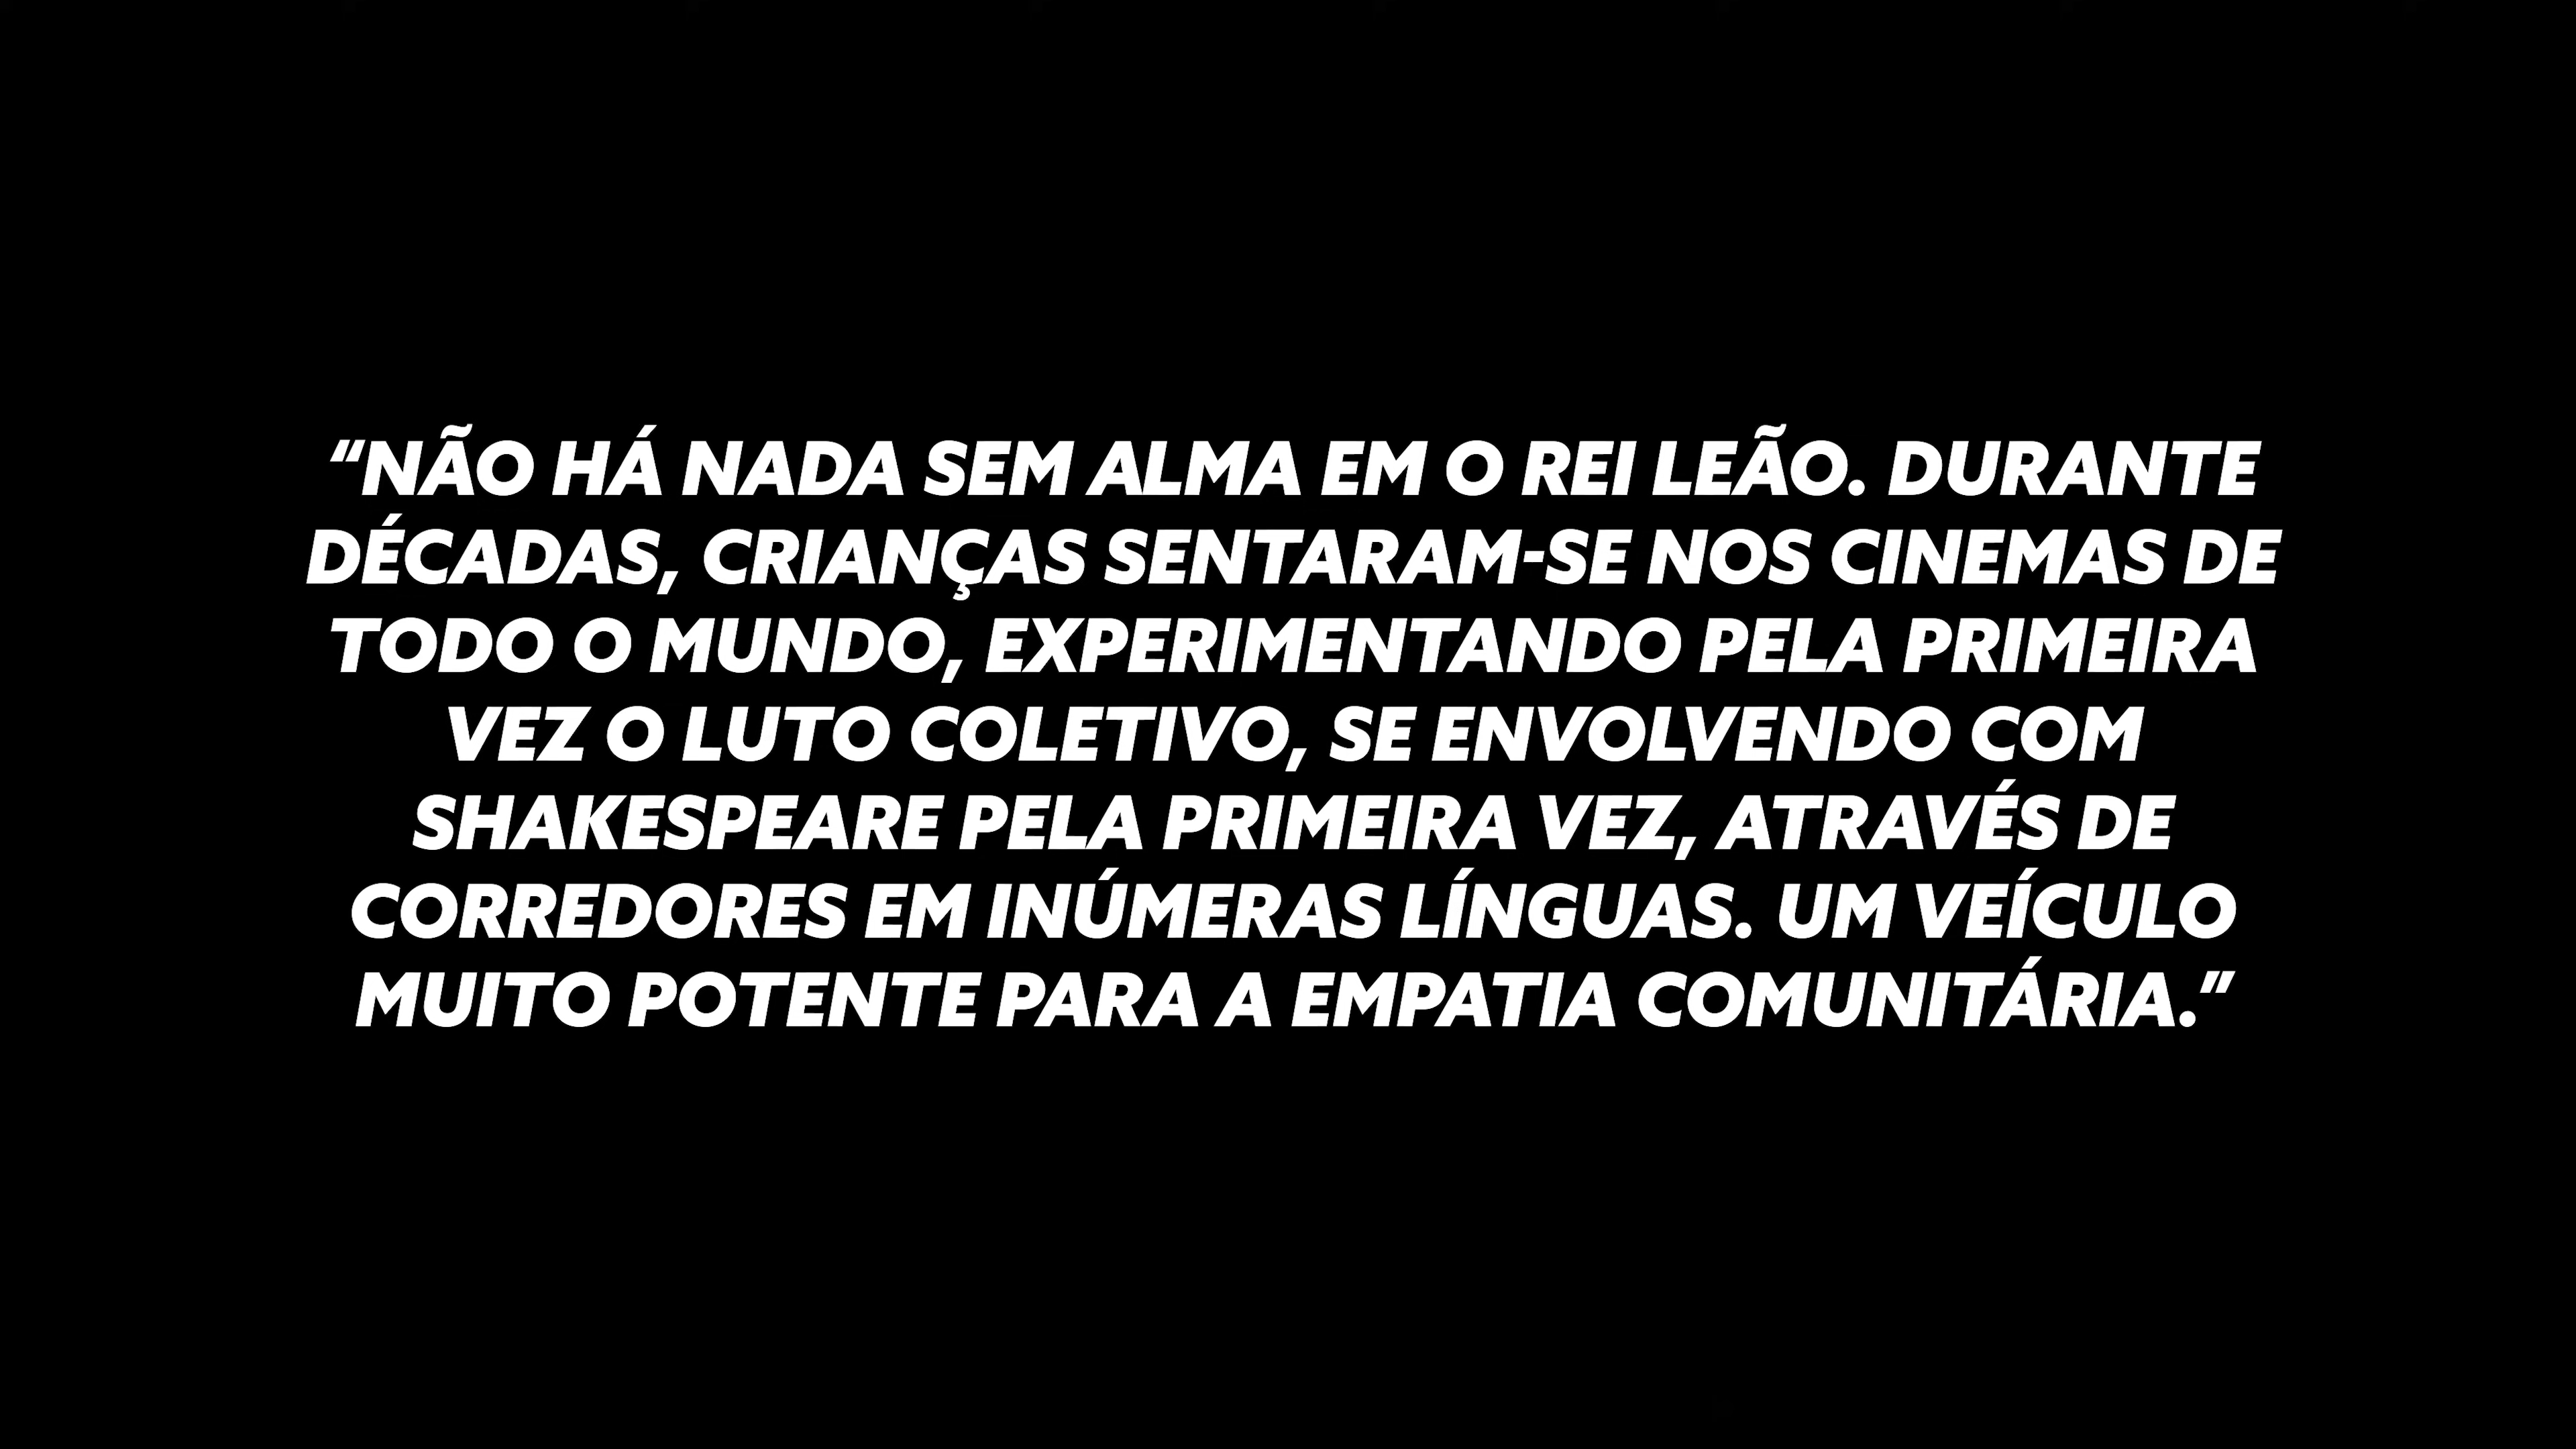 “NÃO HÁ NADA SEM ALMA EM O REI LEÃO. DURANTE
DÉCADAS, CRIANÇAS SENTARAM-SE NOS CINEMAS DE
TODO O MUNDO, EXPERIMENTANDO PELA PRIMEIRA
VEZ O LUTO COLETIVO, SE ENVOLVENDO COM
SHAKESPEARE PELA PRIMEIRA VEZ, ATRAVÉS DE
CORREDORES EM INÚMERAS LÍNGUAS. UM VEÍCULO
MUITO POTENTE PARA A EMPATIA COMUNITÁRIA.”